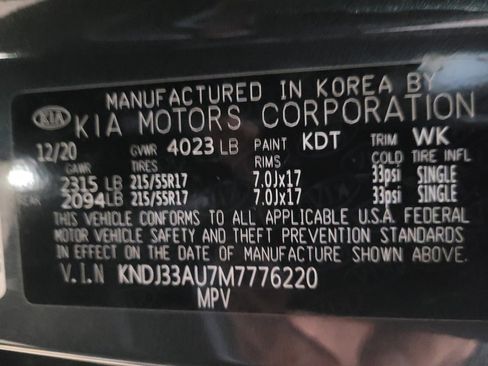 MANUFACTURED IN KOREA BY
KIA KIA MOTORS CORPORATION
12/20 GVWR 4023 LB PAINT KDT TRIM WK
GAWR TIRES RIMS COLD TIRE INFL
2315 LB 215/55R17 7.0Jx17 33psi SINGLE
REAR 2094 LB 215/55R17 7.0Jx17 33psi SINGLE
THIS VEHICLE CONFORMS TO ALL APPLICABLE U.S.A. FEDERAL
MOTOR VEHICLE SAFETY AND THEFT PREVENTION STANDARDS
IN EFFECT ON THE DATE OF MANUFACTURE SHOWN ABOVE.
V.I.N KNDJ33AU7M7776220
MPV